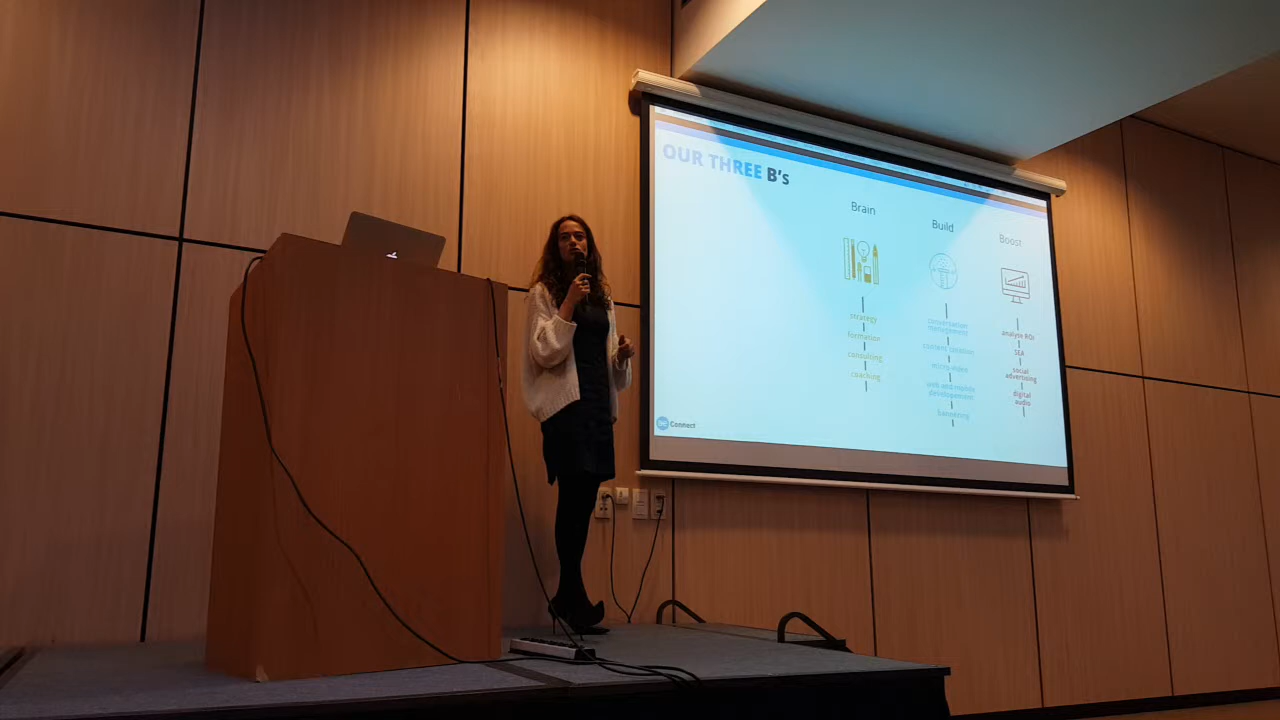 OUR THREE B's
Brain
strategy
formation
consulting
coaching
Build
conversation
management
content creation
micro-video
web and mobile
development
bannering
Boost
analyse ROI
SEA
social
advertising
digital
audio
Connect